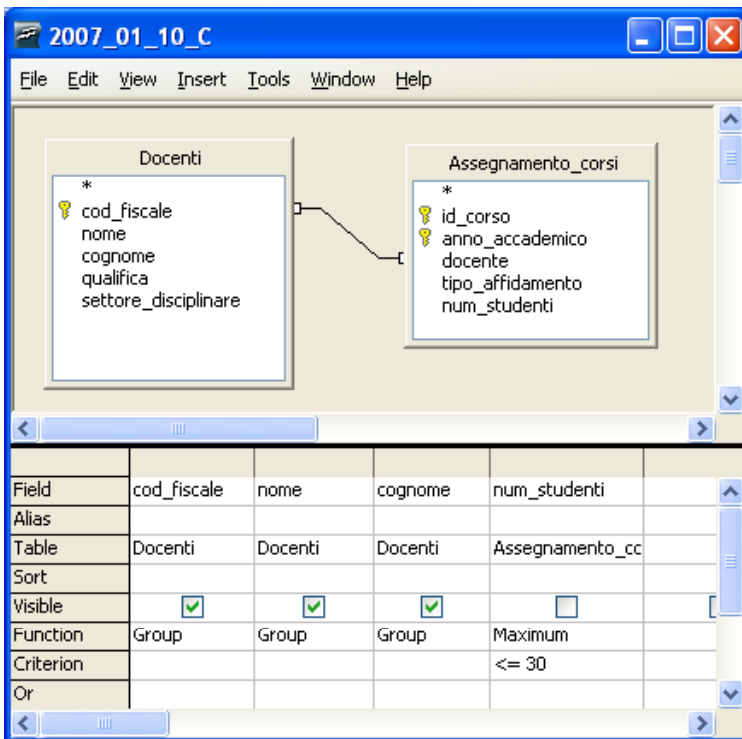 2007_01_10_C
File Edit View Insert Tools Window Help
Docenti
*
cod_fiscale
nome
cognome
qualifica
settore_disciplinare
Assegnamento_corsi
*
id_corso
anno_accademico
docente
tipo_affidamento
num_studenti
Field cod_fiscale nome cognome num_studenti
Alias
Table Docenti Docenti Docenti Assegnamento_cc
Sort
Visible
Function Group Group Group Maximum
Criterion <= 30
Or